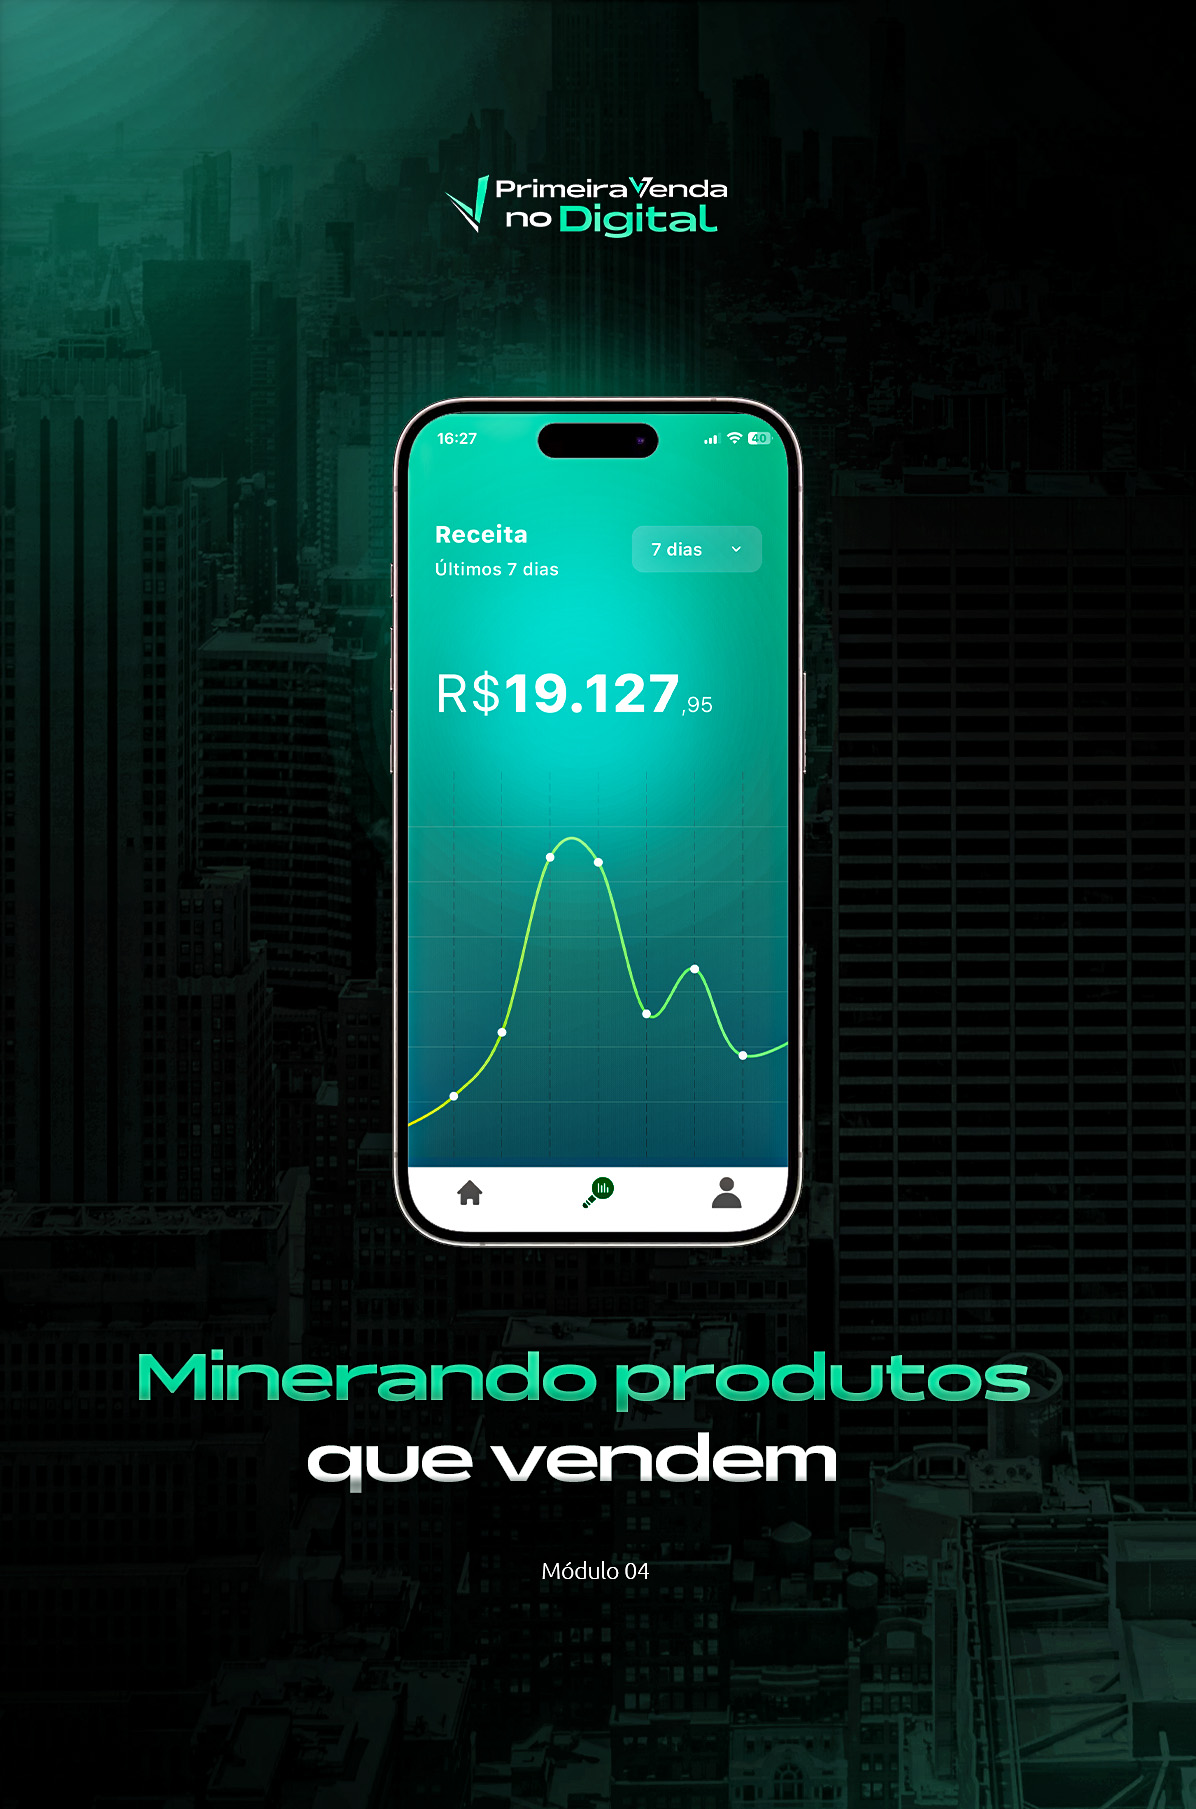 Primeira Venda
no Digital
16:27
40
Receita
Últimos 7 dias
7 dias
R$19.127,95
Minerando produtos
que vendem
Módulo 04